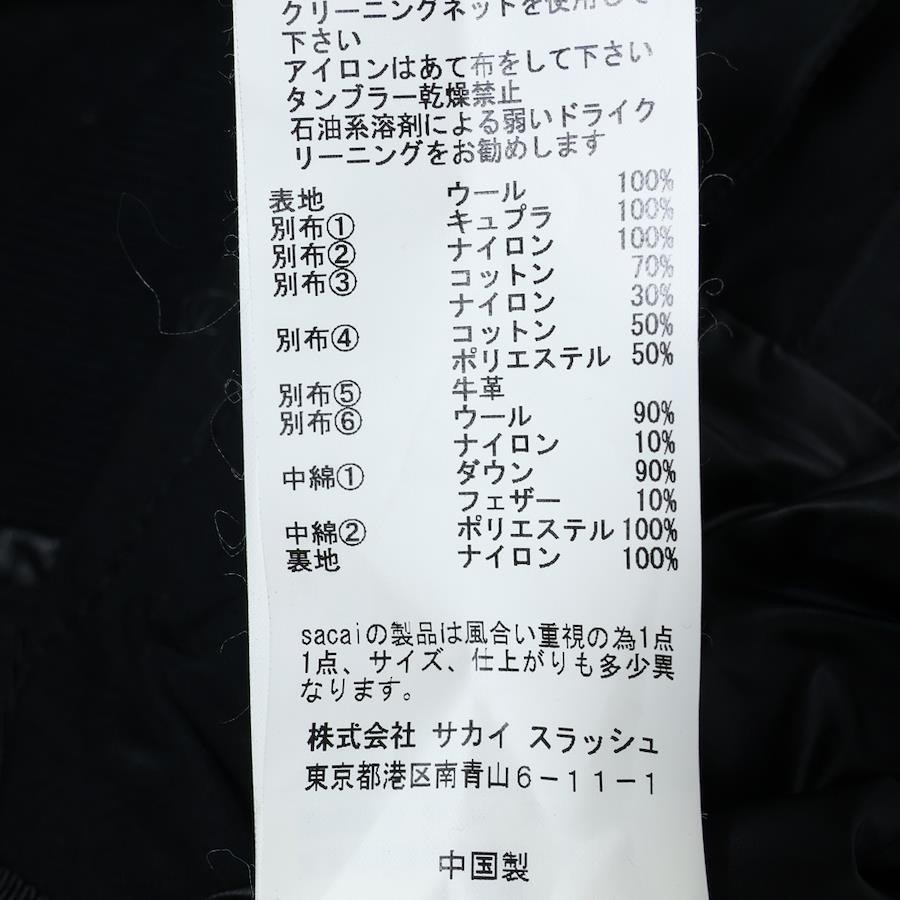 クリーニングネットを使用して
下さい
アイロンはあて布をして下さい
タンブラー乾燥禁止
石油系溶剤による弱いドライク
リーニングをお勧めします
表地 ウール 100%
別布① キュプラ 100%
別布② ナイロン 100%
別布③ コットン 70%
ナイロン 30%
別布④ コットン 50%
ポリエステル 50%
別布⑤ 牛革
別布⑥ ウール 90%
ナイロン 10%
中綿① ダウン 90%
フェザー 10%
中綿② ポリエステル 100%
裏地 ナイロン 100%
sacaiの製品は風合い重視の為1点
1点、サイズ、仕上がりも多少異
なります。
株式会社 サカイ スラッシュ
東京都港区南青山6-11-1
中国製